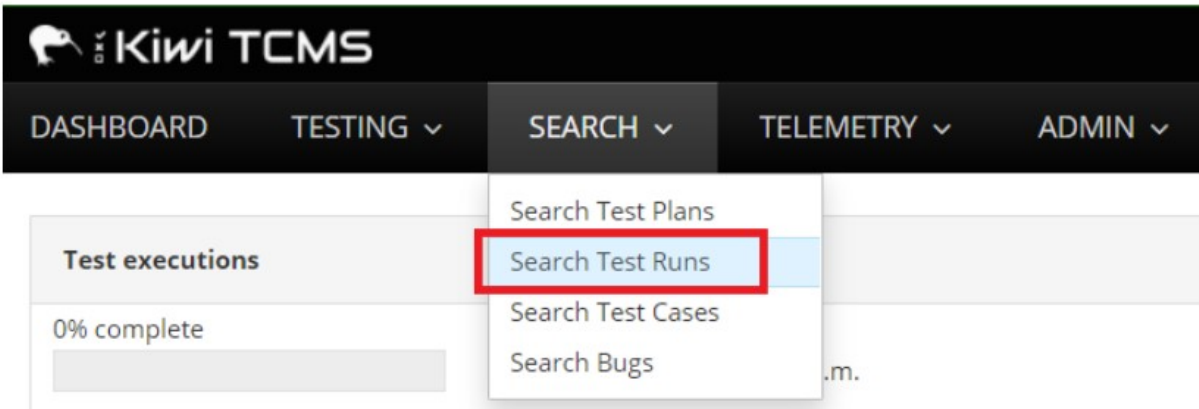 Kiwi TCMS
DASHBOARD TESTING SEARCH TELEMETRY ADMIN
Search Test Plans
Search Test Runs
Search Test Cases
Search Bugs
Test executions
0% complete
.m.